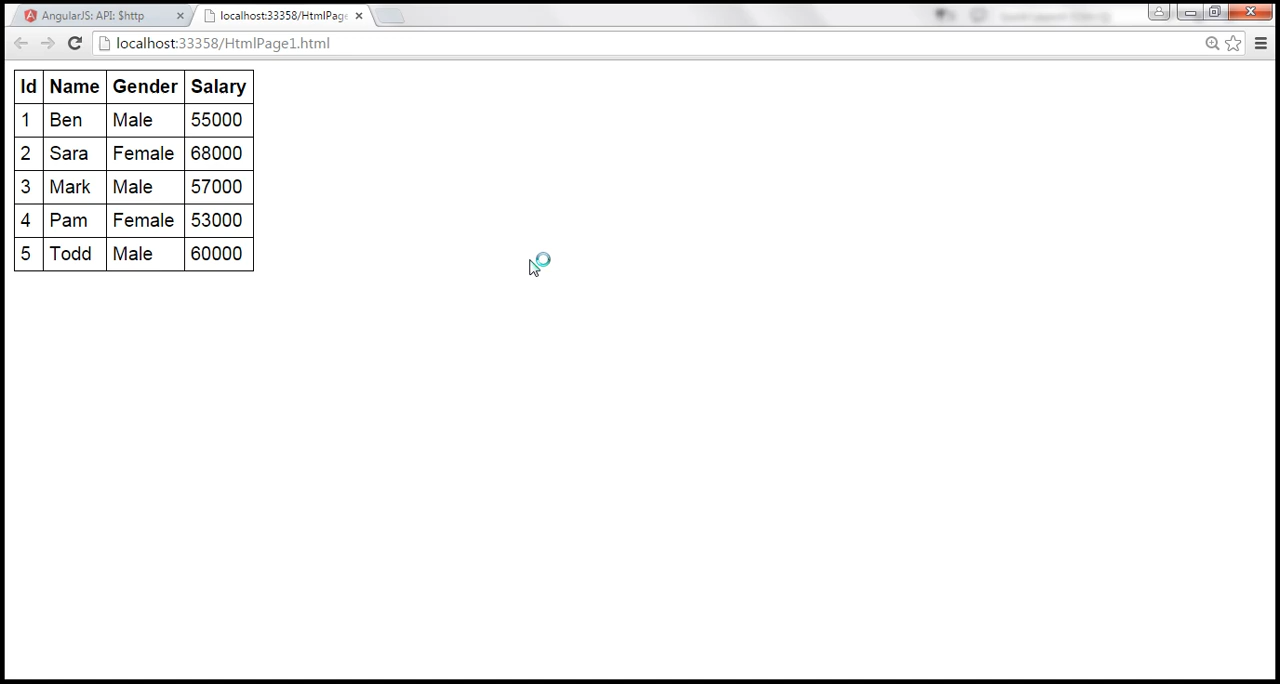 AngularJS: API: $http
localhost:33358/HtmlPage
localhost:33358/HtmlPage1.html
Id Name Gender Salary
1 Ben Male 55000
2 Sara Female 68000
3 Mark Male 57000
4 Pam Female 53000
5 Todd Male 60000